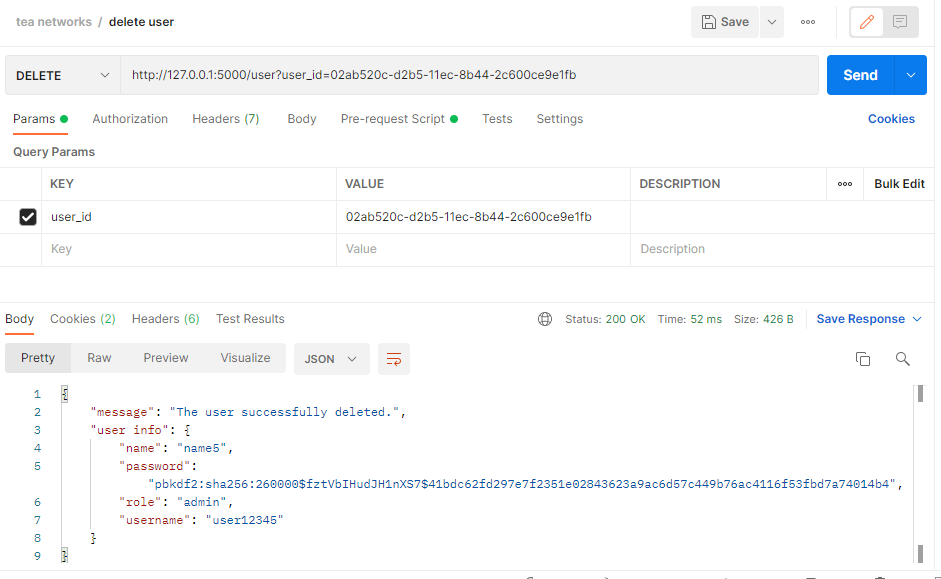 tea networks / delete user Save
DELETE http://127.0.0.1:5000/user?user_id=02ab520c-d2b5-11ec-8b44-2c600ce9e1fb Send
Params Authorization Headers (7) Body Pre-request Script Tests Settings Cookies
Query Params
KEY VALUE DESCRIPTION Bulk Edit
user_id 02ab520c-d2b5-11ec-8b44-2c600ce9e1fb
Key Value Description
Body Cookies (2) Headers (6) Test Results Status: 200 OK Time: 52 ms Size: 426 B Save Response
Pretty Raw Preview Visualize JSON
1 {
2 "message": "The user successfully deleted.",
3 "user info": {
4 "name": "name5",
5 "password":
"pbkdf2:sha256:260000$fztVbIHudJH1nXS7$41bdc62fd297e7f2351e02843623a9ac6d57c449b76ac4116f53fbd7a74014b4",
6 "role": "admin",
7 "username": "user12345"
8 }
9 }